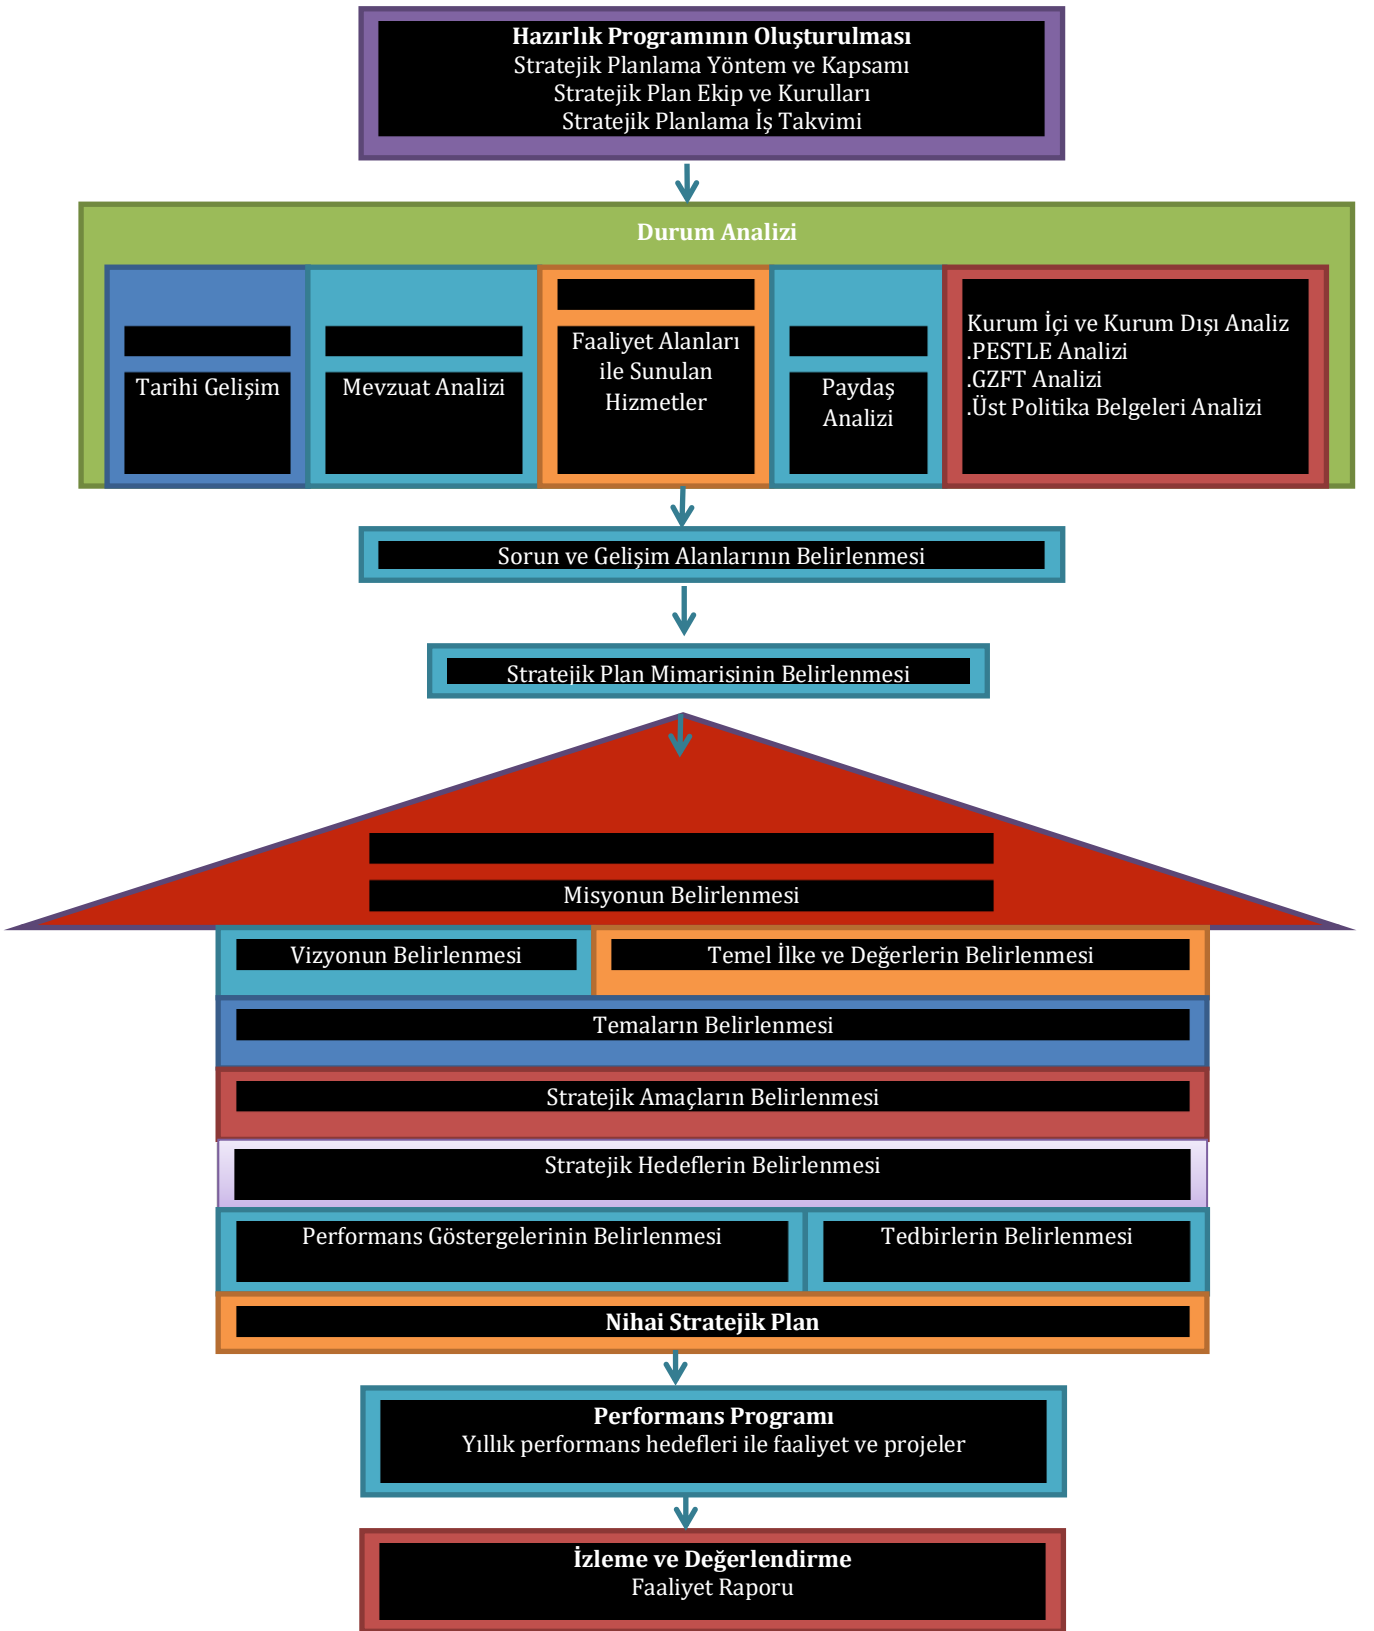 Hazırlık Programının Oluşturulması
Stratejik Planlama Yöntem ve Kapsamı
Stratejik Plan Ekip ve Kurulları
Stratejik Planlama İş Takvimi
Durum Analizi
Tarihi Gelişim
Mevzuat Analizi
Faaliyet Alanları
ile Sunulan
Hizmetler
Paydaş
Analizi
Kurum İçi ve Kurum Dışı Analiz
.PESTLE Analizi
.GZFT Analizi
.Üst Politika Belgeleri Analizi
Sorun ve Gelişim Alanlarının Belirlenmesi
Stratejik Plan Mimarisinin Belirlenmesi
Misyonun Belirlenmesi
Vizyonun Belirlenmesi
Temel İlke ve Değerlerin Belirlenmesi
Temaların Belirlenmesi
Stratejik Amaçların Belirlenmesi
Stratejik Hedeflerin Belirlenmesi
Performans Göstergelerinin Belirlenmesi
Tedbirlerin Belirlenmesi
Nihai Stratejik Plan
Performans Programı
Yıllık performans hedefleri ile faaliyet ve projeler
İzleme ve Değerlendirme
Faaliyet Raporu